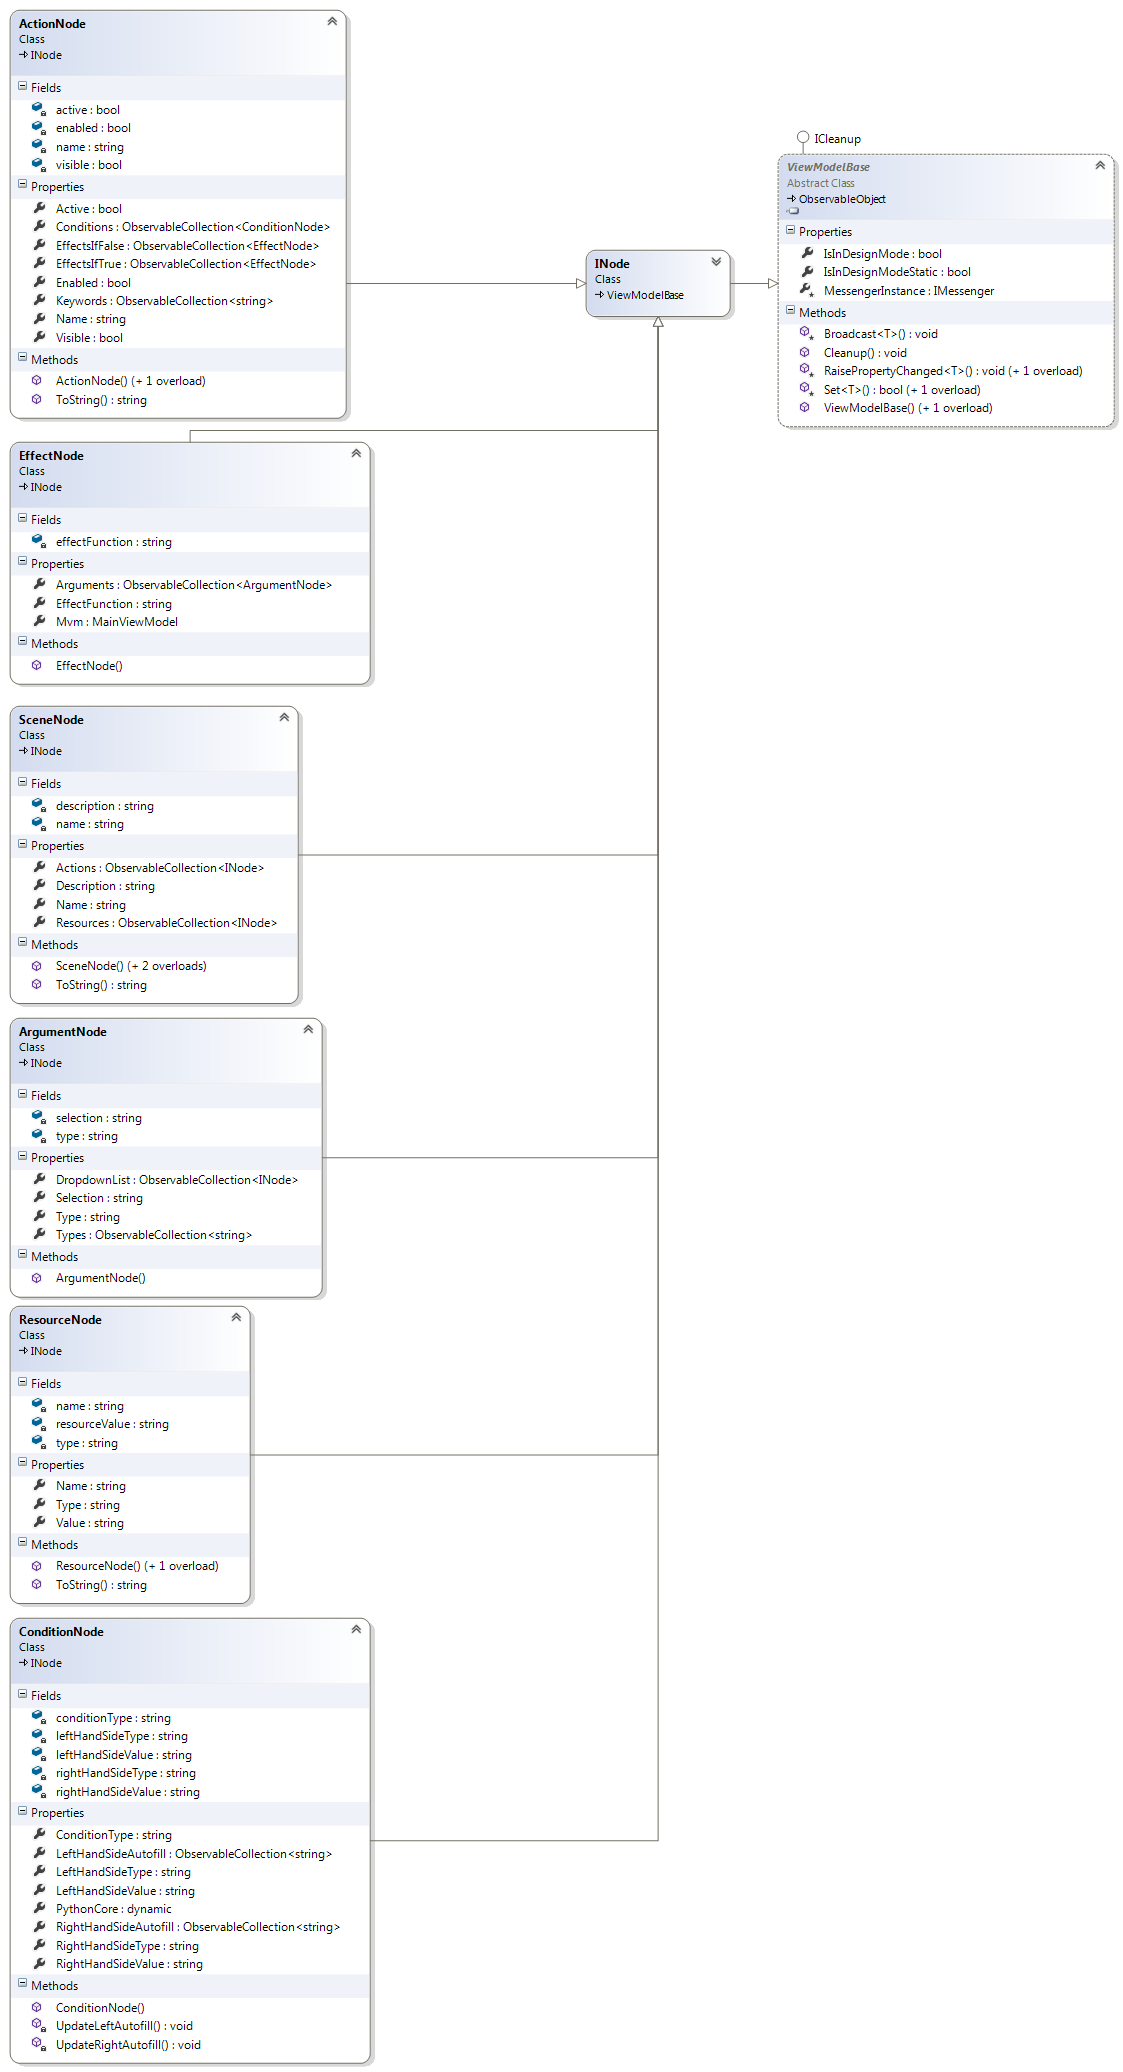 ActionNode
Class
INode
Fields
active : bool
enabled : bool
name : string
visible : bool
Properties
Active : bool
Conditions : ObservableCollection<ConditionNode>
EffectsIfFalse : ObservableCollection<EffectNode>
EffectsIfTrue : ObservableCollection<EffectNode>
Enabled : bool
Keywords : ObservableCollection<string>
Name : string
Visible : bool
Methods
ActionNode() (+ 1 overload)
ToString() : string
INode
Class
ViewModelBase
ICleanup
ViewModelBase
Abstract Class
ObservableObject
Properties
IsInDesignMode : bool
IsInDesignModeStatic : bool
MessengerInstance : IMessenger
Methods
Broadcast<T>() : void
Cleanup() : void
RaisePropertyChanged<T>() : void (+ 1 overload)
Set<T>() : bool (+ 1 overload)
ViewModelBase() (+ 1 overload)
EffectNode
Class
INode
Fields
effectFunction : string
Properties
Arguments : ObservableCollection<ArgumentNode>
EffectFunction : string
Mvm : MainViewModel
Methods
EffectNode()
SceneNode
Class
INode
Fields
description : string
name : string
Properties
Actions : ObservableCollection<INode>
Description : string
Name : string
Resources : ObservableCollection<INode>
Methods
SceneNode() (+ 2 overloads)
ToString() : string
ArgumentNode
Class
INode
Fields
selection : string
type : string
Properties
DropdownList : ObservableCollection<INode>
Selection : string
Type : string
Types : ObservableCollection<string>
Methods
ArgumentNode()
ResourceNode
Class
INode
Fields
name : string
resourceValue : string
type : string
Properties
Name : string
Type : string
Value : string
Methods
ResourceNode() (+ 1 overload)
ToString() : string
ConditionNode
Class
INode
Fields
conditionType : string
leftHandSideType : string
leftHandSideValue : string
rightHandSideType : string
rightHandSideValue : string
Properties
ConditionType : string
LeftHandSideAutofill : ObservableCollection<string>
LeftHandSideType : string
LeftHandSideValue : string
PythonCore : dynamic
RightHandSideAutofill : ObservableCollection<string>
RightHandSideType : string
RightHandSideValue : string
Methods
ConditionNode()
UpdateLeftAutofill() : void
UpdateRightAutofill() : void